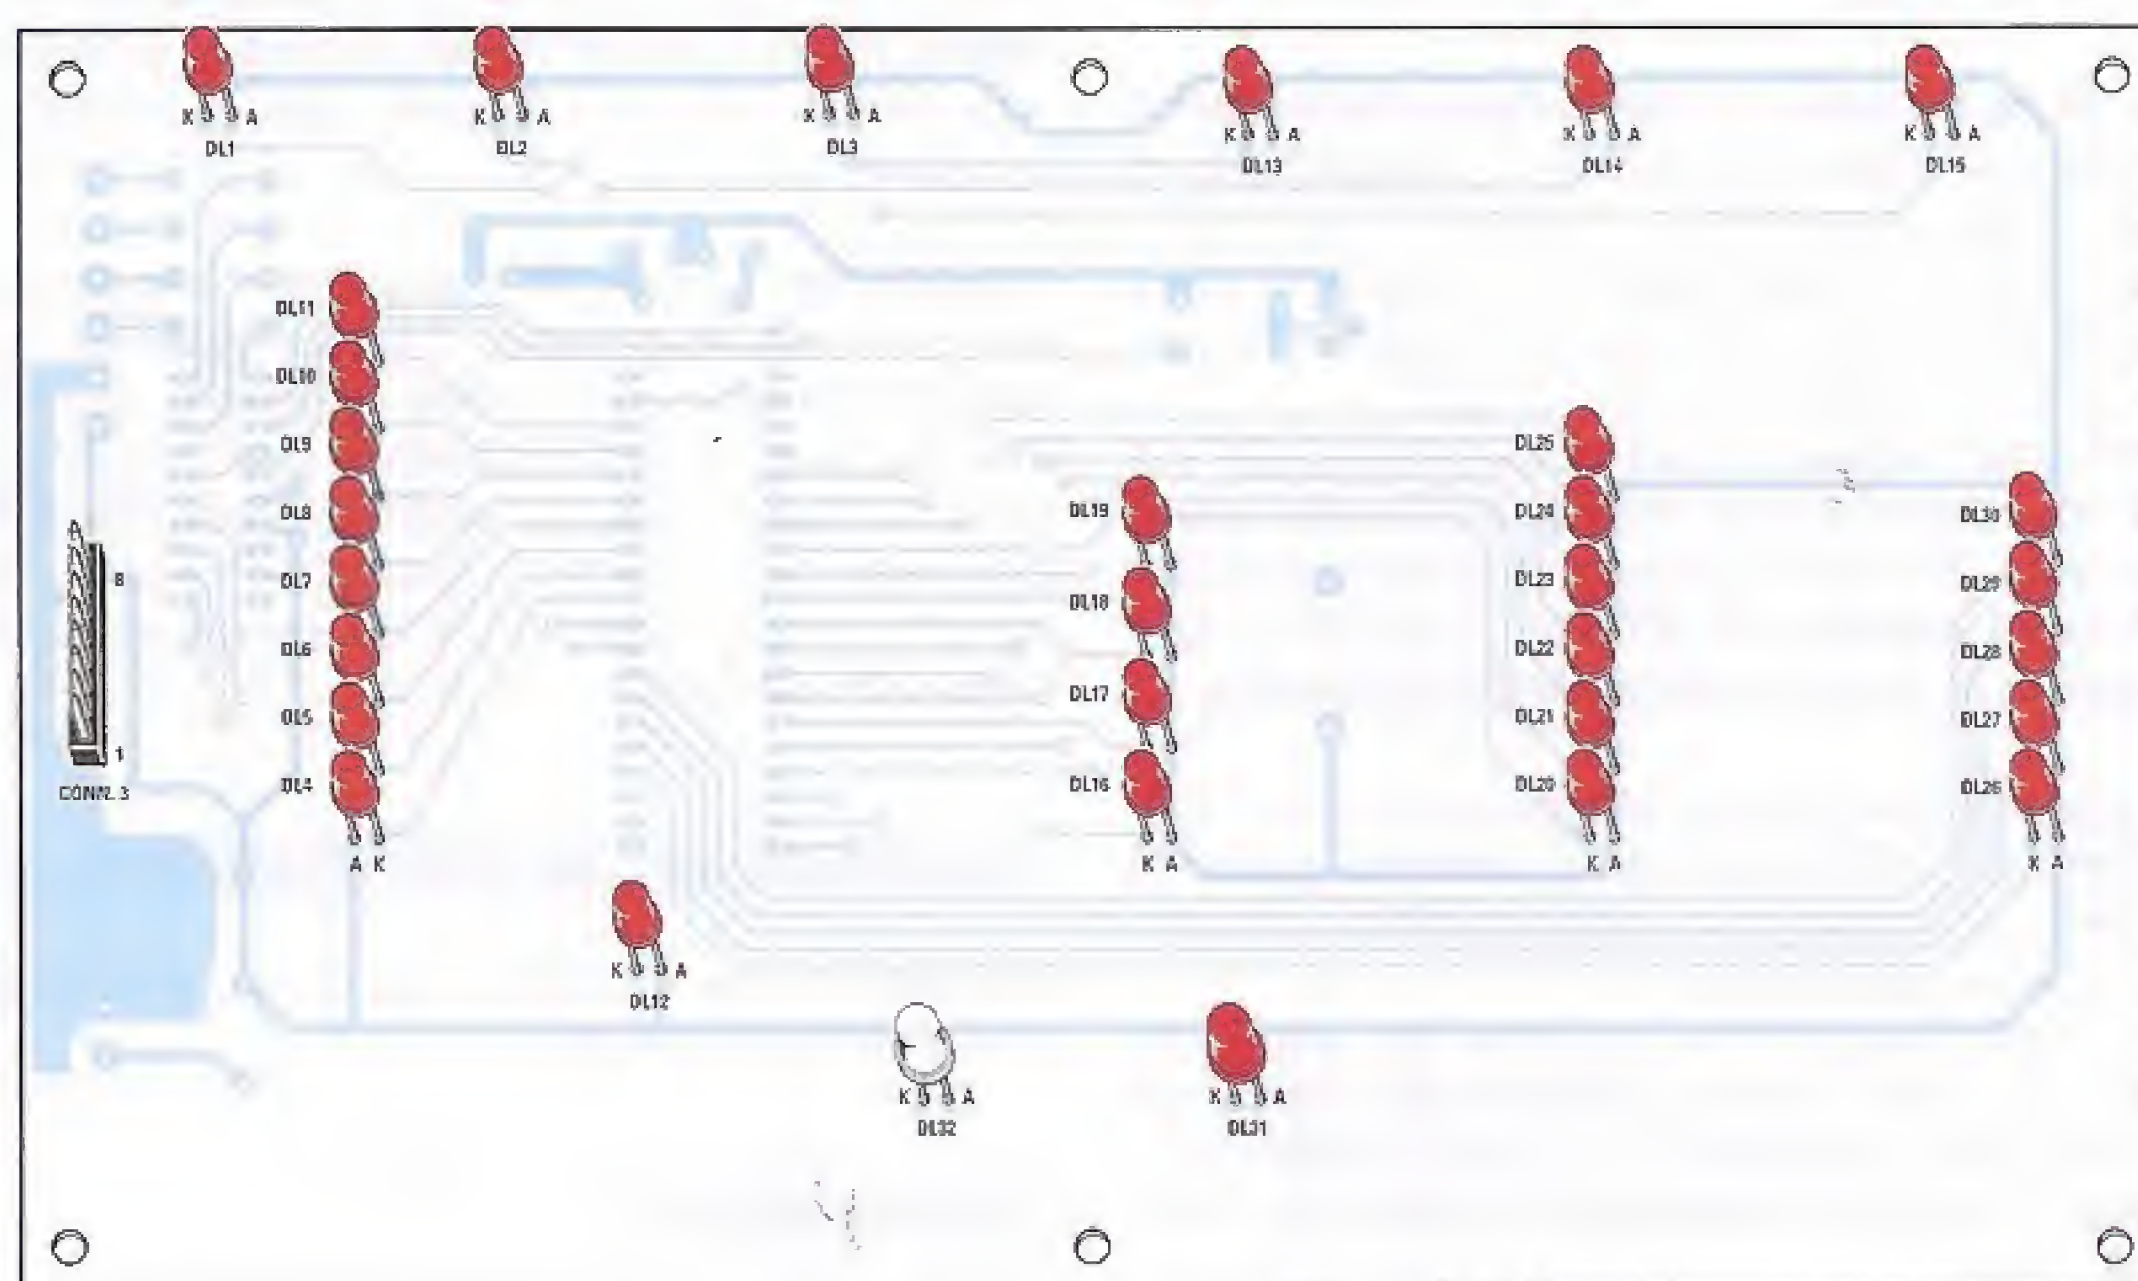 K A K A K A
DL1 DL2 DL3
K A K A K A
DL13 DL14 DL15
DL11
DL10
DL9
DL8
DL7
DL6
DL5
DL4
A K
8
1
CONN. 3
DL19
DL18
DL17
DL16
K A
DL25
DL24
DL23
DL22
DL21
DL20
K A
DL30
DL29
DL28
DL27
DL26
K A
K A
DL12
K A
DL32
K A
DL31